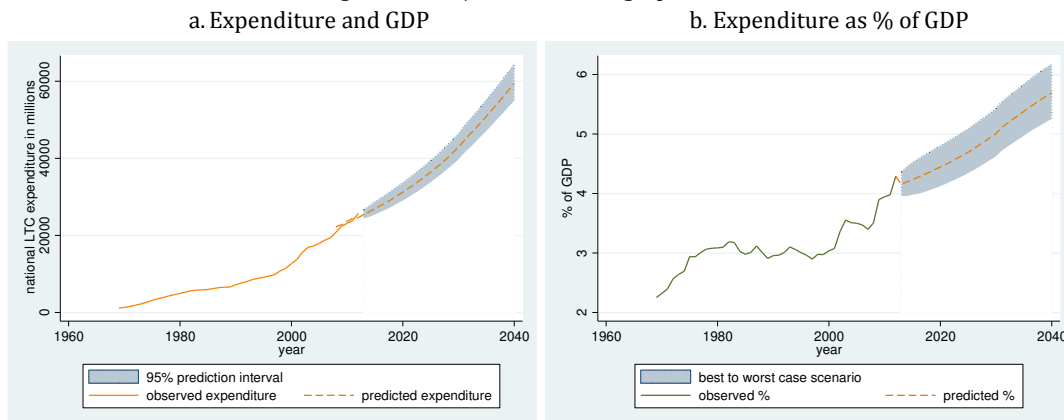 a. Expenditure and GDP
national LTC expenditure in millions
60000
40000
20000
0
1960 1980 2000 2020 2040
year
95% prediction interval
observed expenditure predicted expenditure
b. Expenditure as % of GDP
% of GDP
6
5
4
3
2
1960 1980 2000 2020 2040
year
best to worst case scenario
observed % predicted %